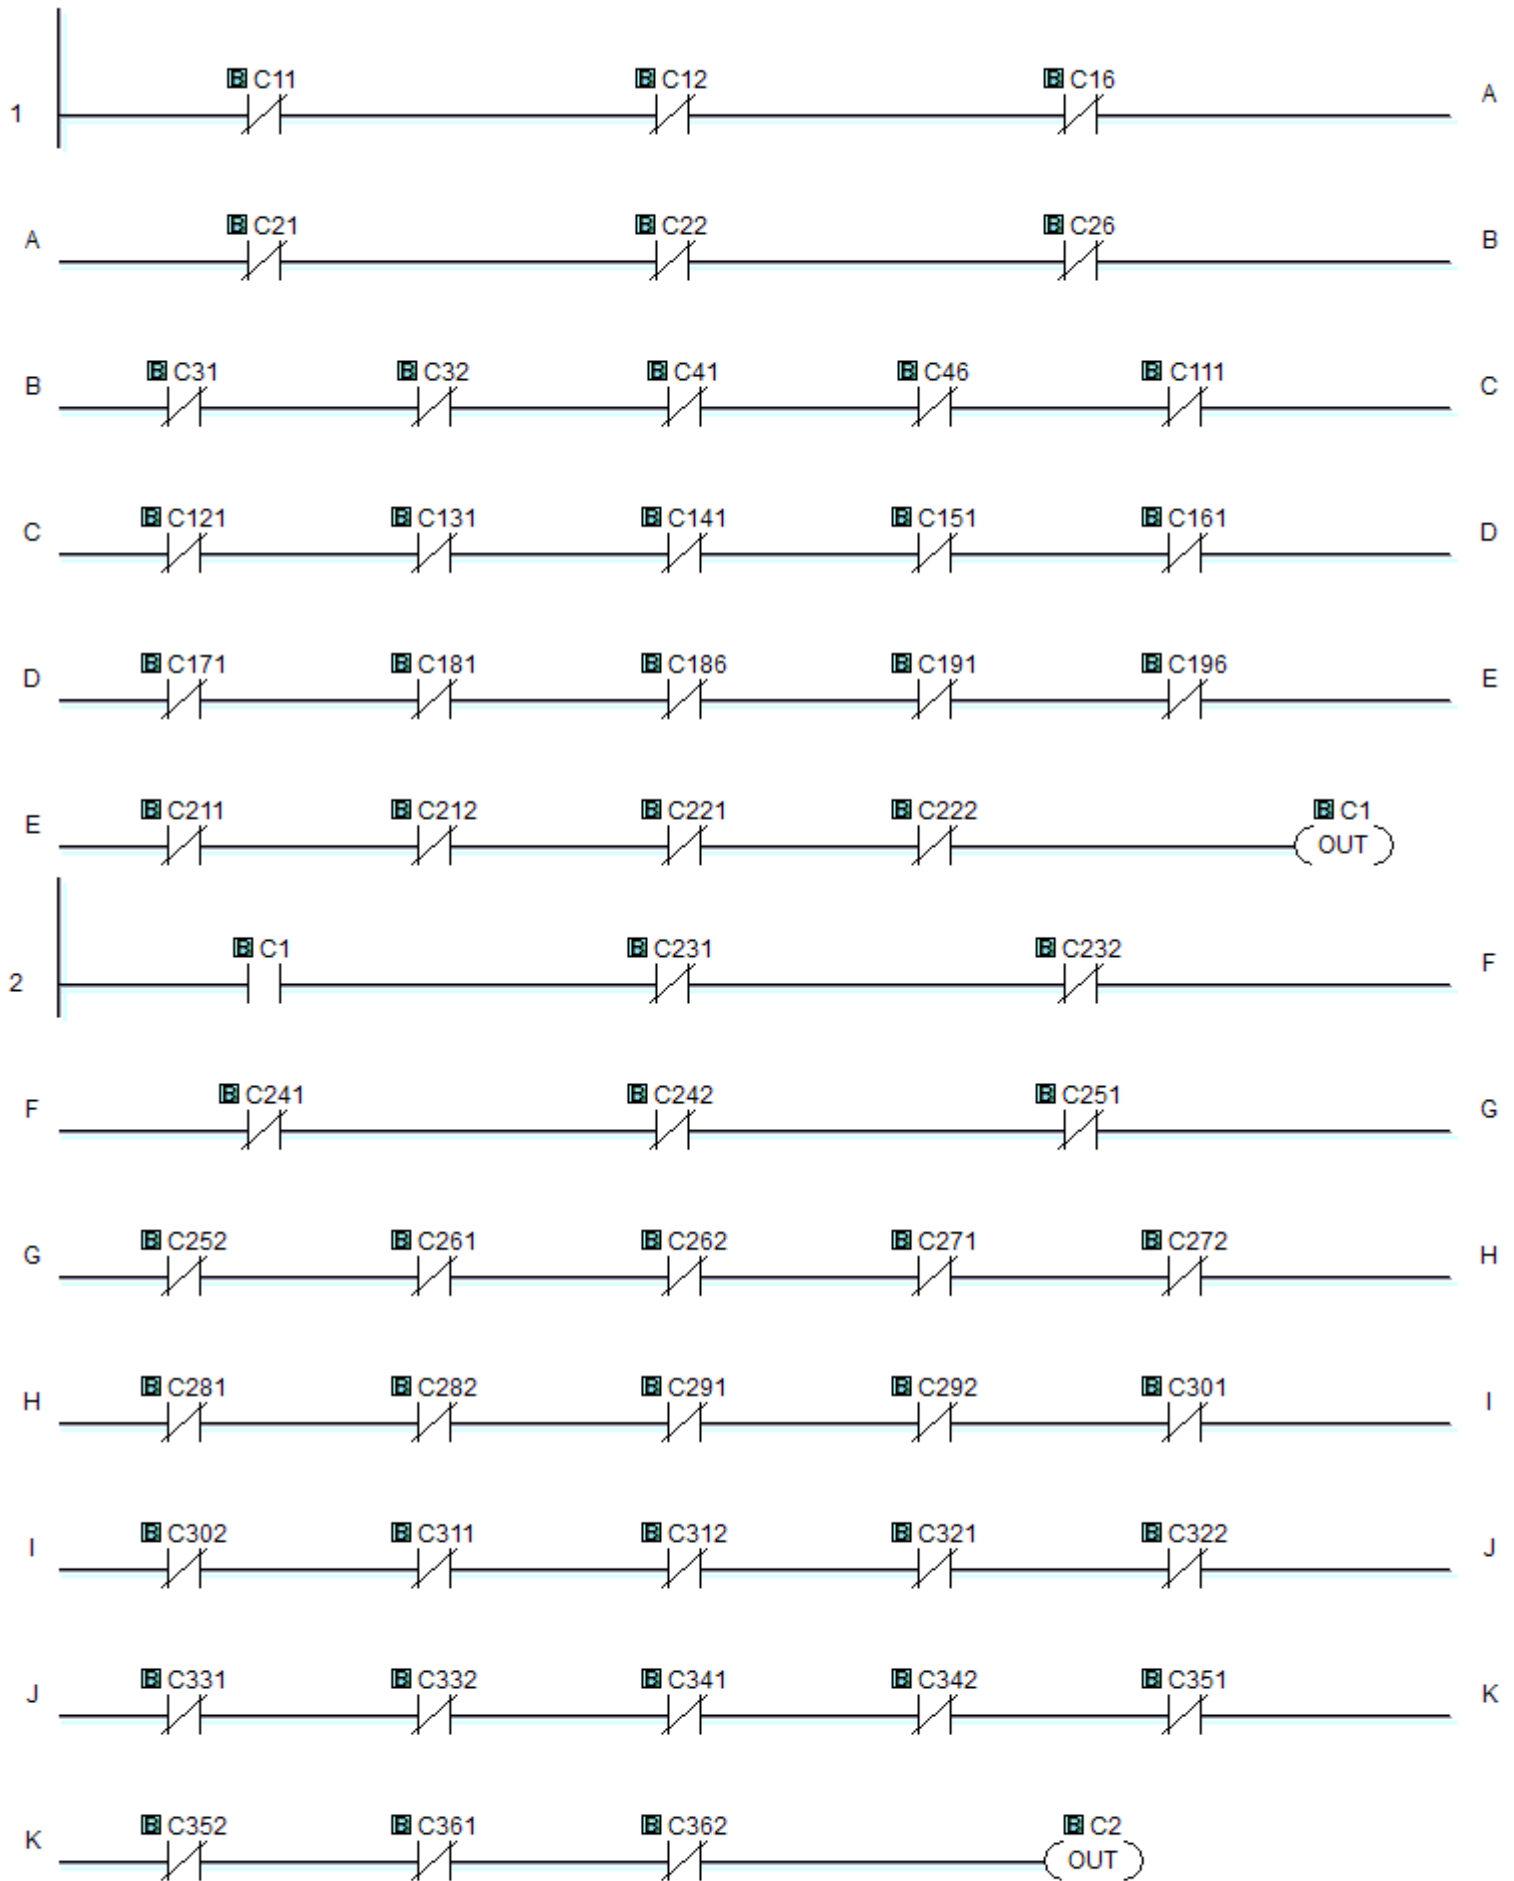 B C11 B C12 B C16
1 A
A B C21 B C22 B C26 B
B B C31 B C32 B C41 B C46 B C111 C
C B C121 B C131 B C141 B C151 B C161 D
D B C171 B C181 B C186 B C191 B C196 E
E B C211 B C212 B C221 B C222 B C1
OUT
B C1 B C231 B C232
2 F
F B C241 B C242 B C251 G
G B C252 B C261 B C262 B C271 B C272 H
H B C281 B C282 B C291 B C292 B C301 I
I B C302 B C311 B C312 B C321 B C322 J
J B C331 B C332 B C341 B C342 B C351 K
K B C352 B C361 B C362 B C2
OUT